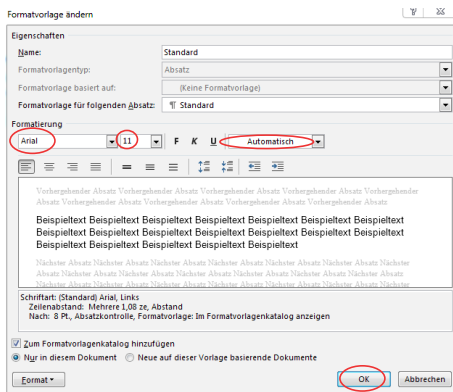 Formatvorlage ändern
Eigenschaften
Name: Standard
Formatvorlagentyp: Absatz
Formatvorlage basiert auf: (Keine Formatvorlage)
Formatvorlage für folgenden Absatz: ¶ Standard
Formatierung
Arial 11 F K U Automatisch
Vorhergehender Absatz Vorhergehender Absatz Vorhergehender Absatz Vorhergehender Absatz Vorhergehender
Absatz Vorhergehender Absatz Vorhergehender Absatz Vorhergehender Absatz Vorhergehender Absatz
Beispieltext Beispieltext Beispieltext Beispieltext Beispieltext Beispieltext Beispieltext
Beispieltext Beispieltext Beispieltext Beispieltext Beispieltext Beispieltext Beispieltext
Beispieltext Beispieltext Beispieltext Beispieltext Beispieltext
Nächster Absatz Nächster Absatz Nächster Absatz Nächster Absatz Nächster Absatz Nächster Absatz Nächster
Absatz Nächster Absatz Nächster Absatz Nächster Absatz Nächster Absatz Nächster Absatz Nächster Absatz
Nächster Absatz Nächster Absatz Nächster Absatz Nächster Absatz Nächster Absatz Nächster Absatz Nächster
Schriftart: (Standard) Arial, Links
Zeilenabstand: Mehrere 1,08 ze, Abstand
Nach: 8 Pt., Absatzkontrolle, Formatvorlage: Im Formatvorlagenkatalog anzeigen
Zum Formatvorlagenkatalog hinzufügen
Nur in diesem Dokument Neue auf dieser Vorlage basierende Dokumente
Format OK Abbrechen